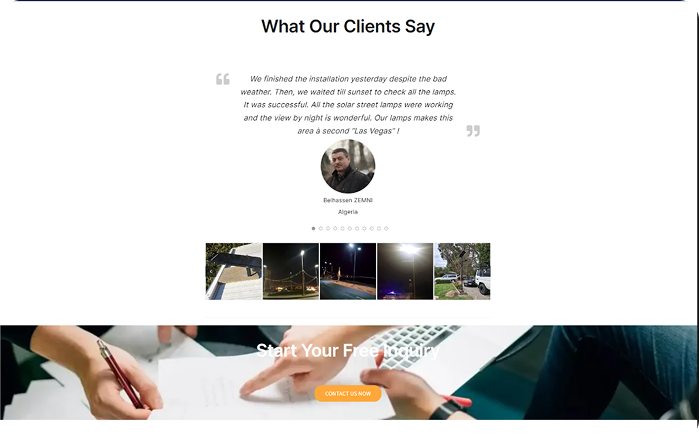 What Our Clients Say
We finished the installation yesterday despite the bad
weather. Then, we waited till sunset to check all the lamps.
It was successful. All the solar street lamps were working
and the view by night is wonderful. Our lamps makes this
area à second "Las Vegas" !
Belhassen ZEMNI
Algeria
Start Your Free Inquiry
CONTACT US NOW